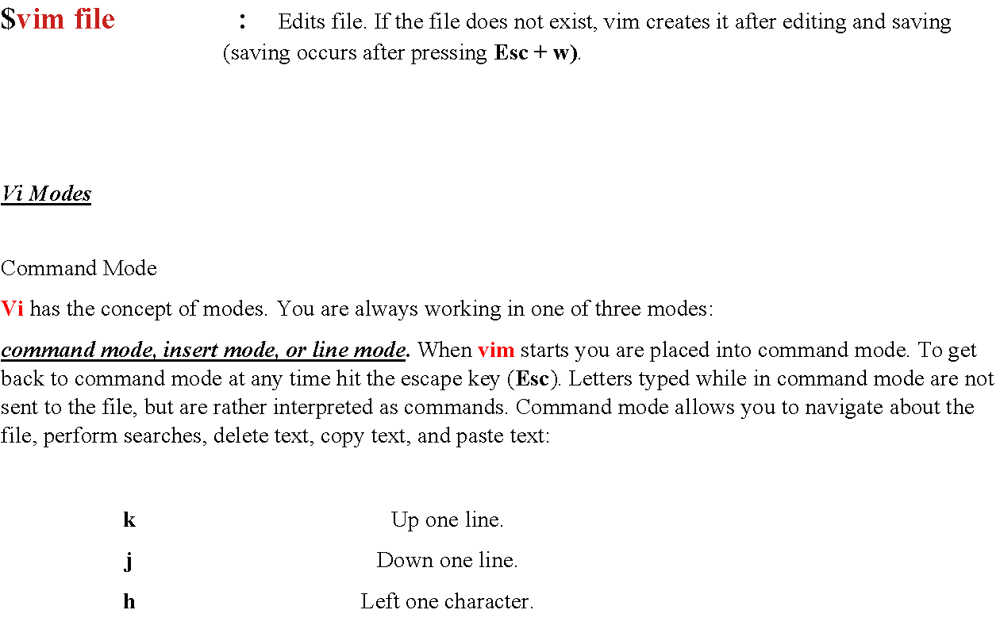 $vim file : Edits file. If the file does not exist, vim creates it after editing and saving
(saving occurs after pressing Esc + w).
Vi Modes
Command Mode
Vi has the concept of modes. You are always working in one of three modes:
command mode, insert mode, or line mode. When vim starts you are placed into command mode. To get
back to command mode at any time hit the escape key (Esc). Letters typed while in command mode are not
sent to the file, but are rather interpreted as commands. Command mode allows you to navigate about the
file, perform searches, delete text, copy text, and paste text:
k Up one line.
j Down one line.
h Left one character.